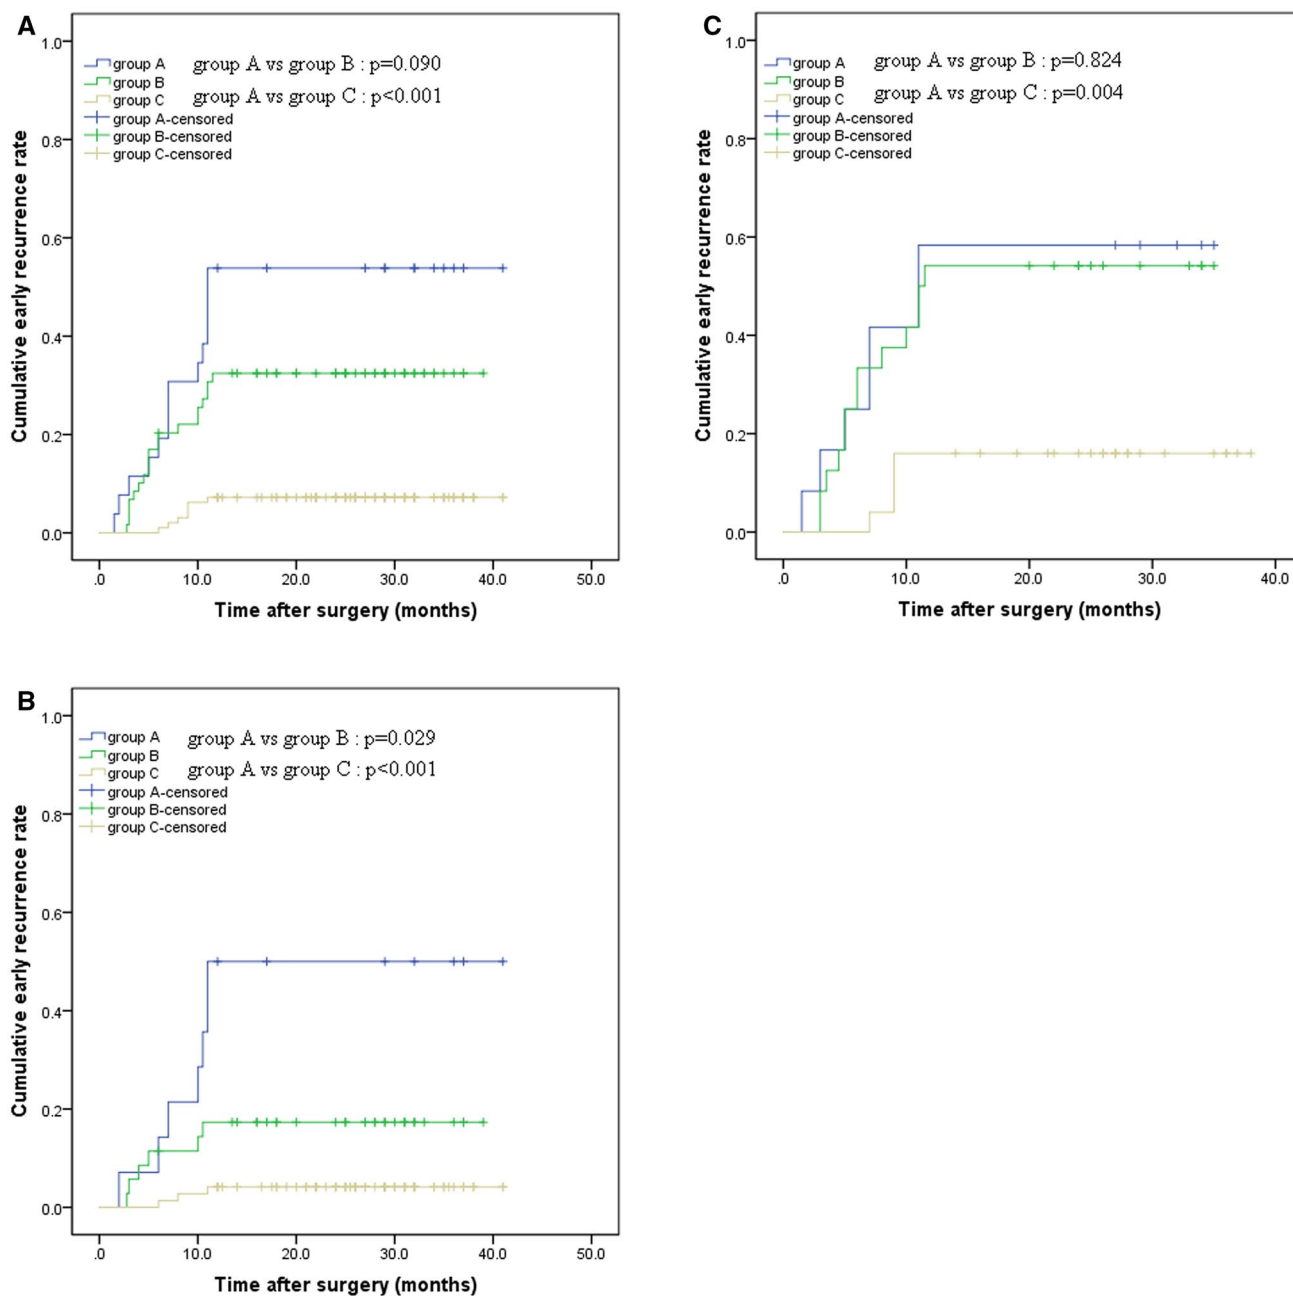 A
1.0
0.8
0.6
0.4
0.2
0.0
Cumulative early recurrence rate
group A
group B
group C
group A-censored
group B-censored
group C-censored
group A vs group B : p=0.090
group A vs group C : p<0.001
.0 10.0 20.0 30.0 40.0 50.0
Time after surgery (months)
C
1.0
0.8
0.6
0.4
0.2
0.0
Cumulative early recurrence rate
group A
group B
group C
group A-censored
group B-censored
group C-censored
group A vs group B : p=0.824
group A vs group C : p=0.004
.0 10.0 20.0 30.0 40.0
Time after surgery (months)
B
1.0
0.8
0.6
0.4
0.2
0.0
Cumulative early recurrence rate
group A
group B
group C
group A-censored
group B-censored
group C-censored
group A vs group B : p=0.029
group A vs group C : p<0.001
.0 10.0 20.0 30.0 40.0 50.0
Time after surgery (months)